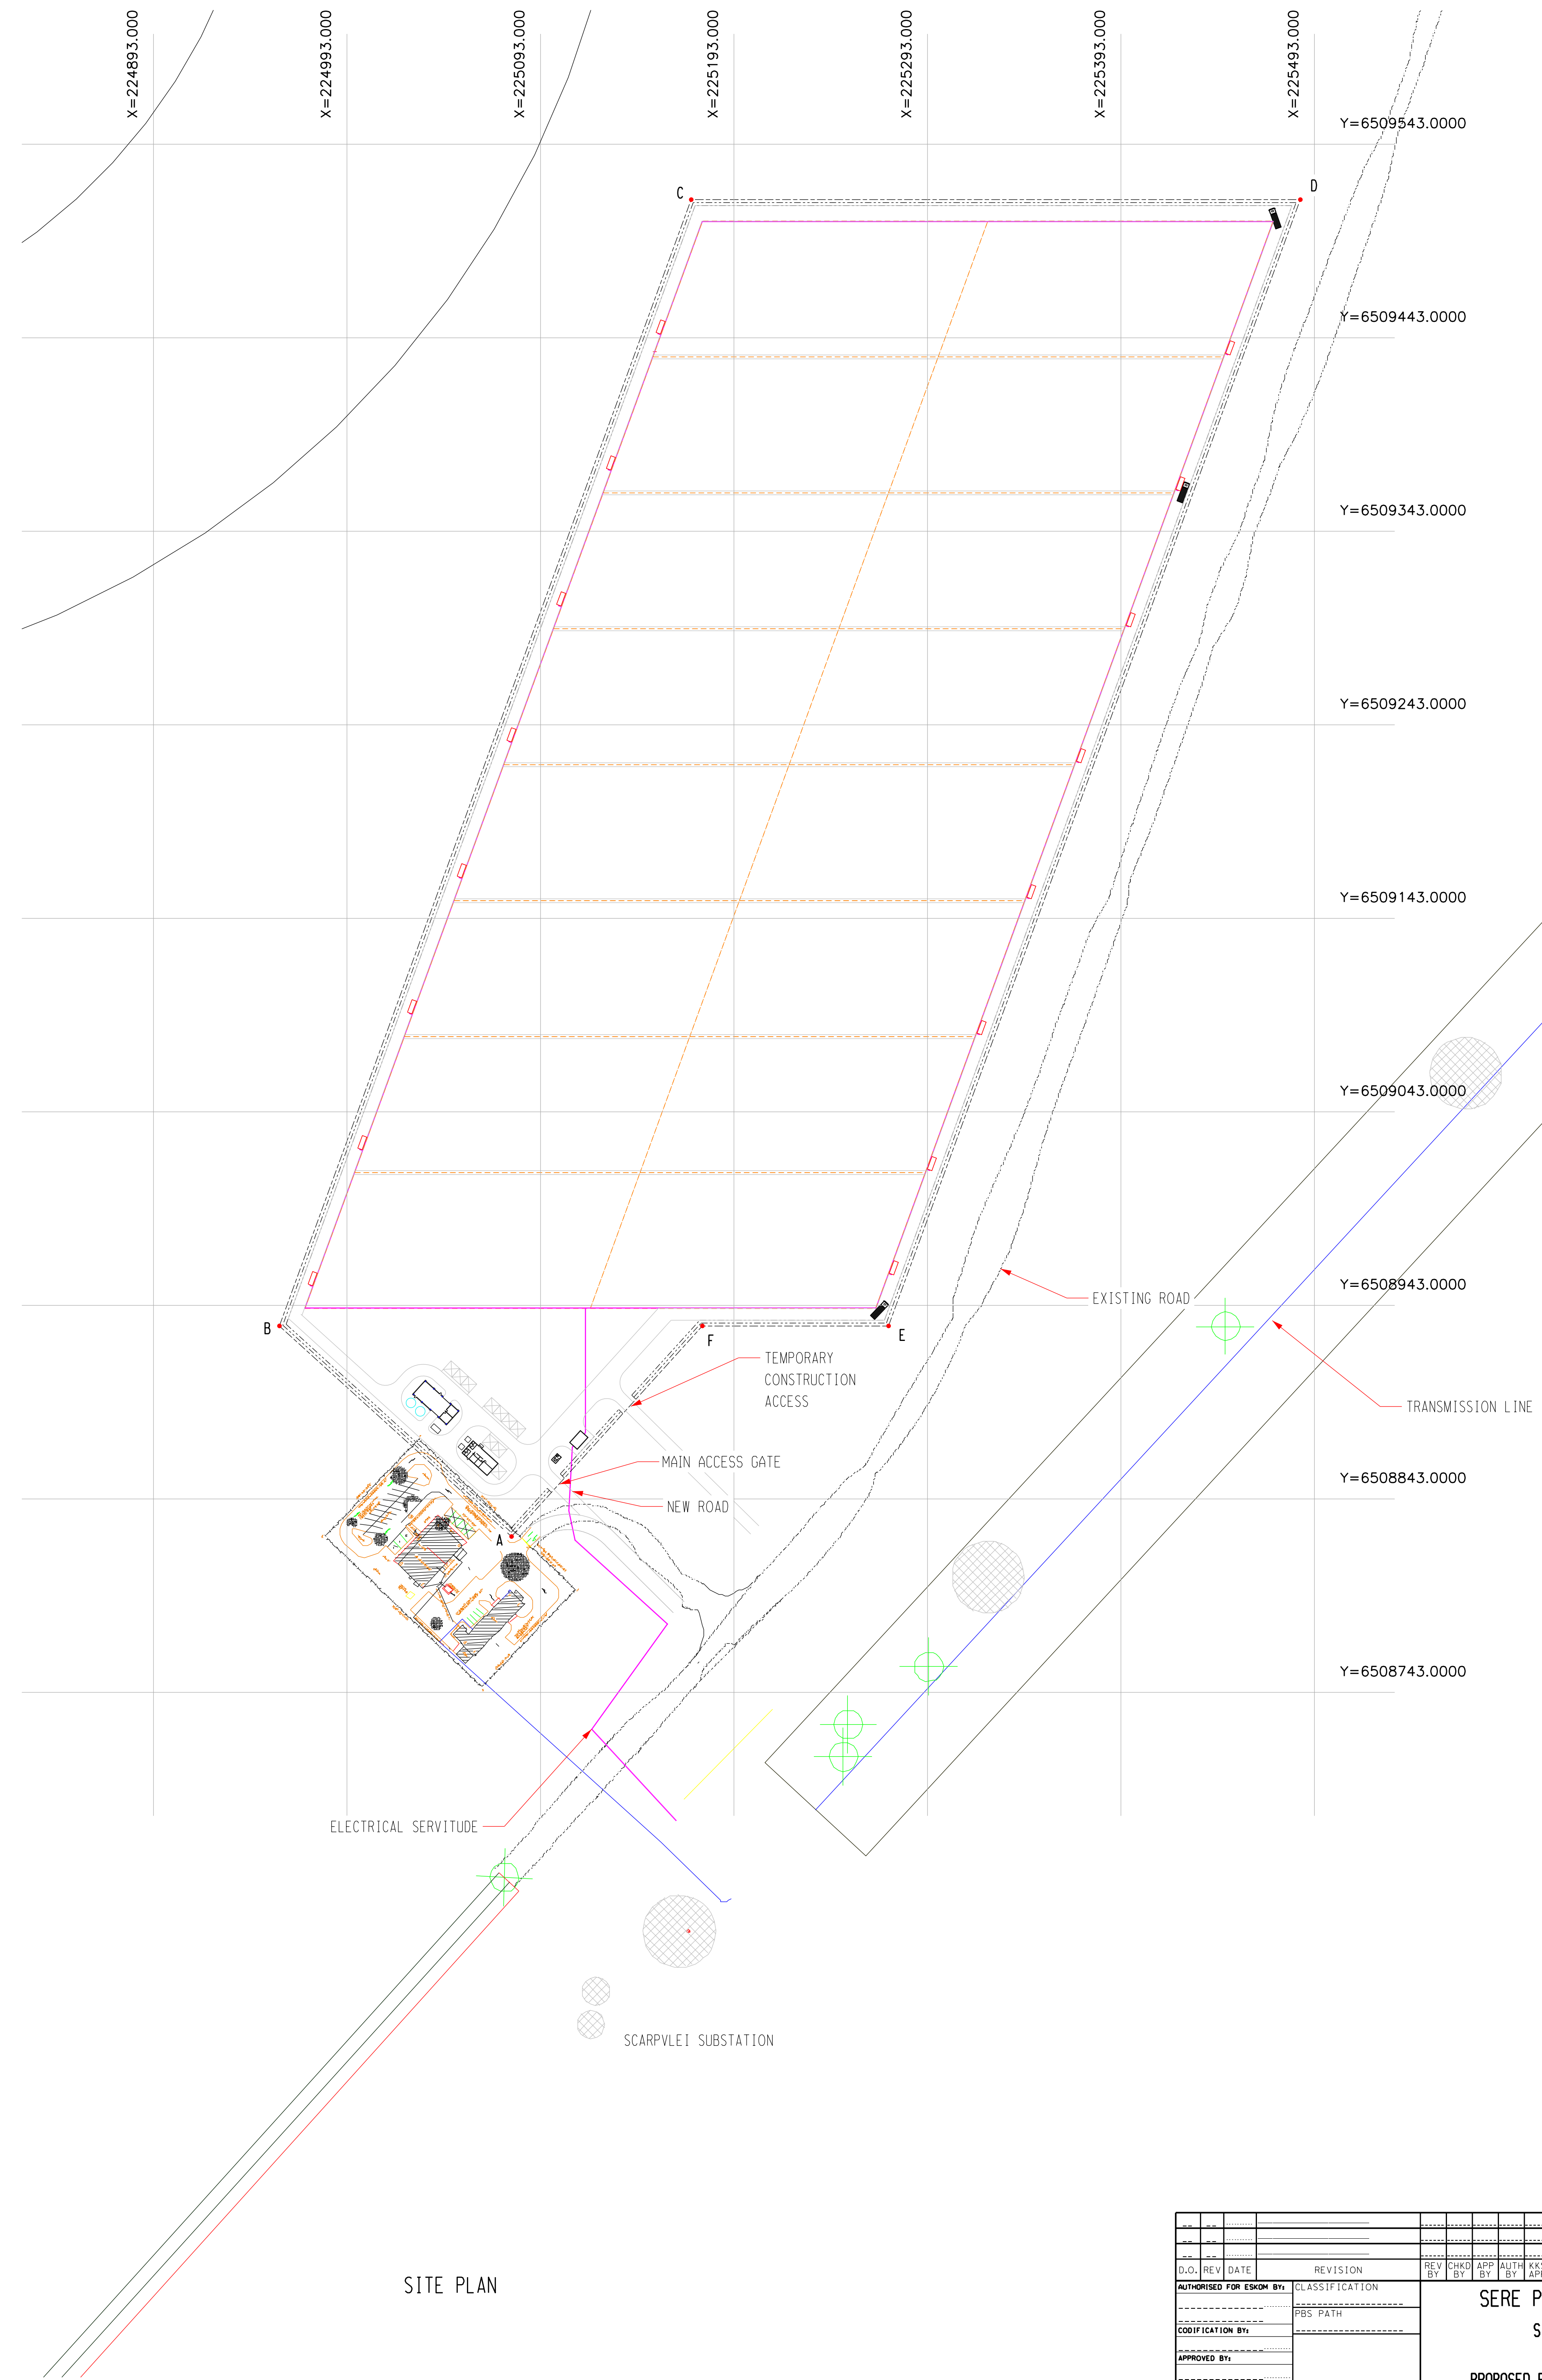 X=224893.000
X=224993.000
X=225093.000
X=225193.000
X=225293.000
X=225393.000
X=225493.000
Y=6509543.0000
C
D
Y=6509443.0000
Y=6509343.0000
Y=6509243.0000
Y=6509143.0000
Y=6509043.0000
Y=6508943.0000
EXISTING ROAD
B
F
E
TEMPORARY
CONSTRUCTION
ACCESS
TRANSMISSION LINE
MAIN ACCESS GATE
Y=6508843.0000
NEW ROAD
A
Y=6508743.0000
ELECTRICAL SERVITUDE
SCARPVLEI SUBSTATION
SITE PLAN
D.O.
REV
DATE
REVISION
REV BY
CHKD BY
APP BY
AUTH BY
AUTHORISED FOR ESKOM BY:
CLASSIFICATION
SERE P
PBS PATH
CODIFICATION BY:
S
APPROVED BY:
PROPOSED